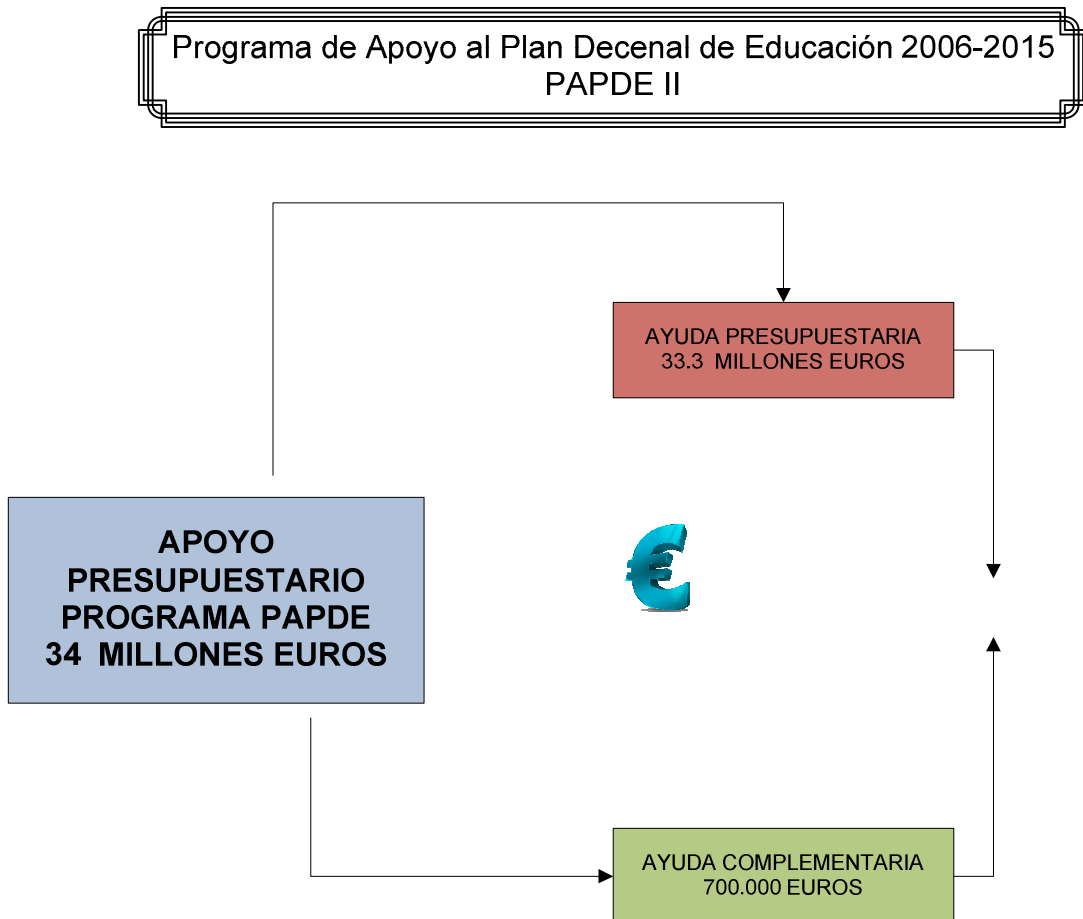 Programa de Apoyo al Plan Decenal de Educación 2006-2015
PAPDE II
AYUDA PRESUPUESTARIA
33.3 MILLONES EUROS
APOYO
PRESUPUESTARIO
PROGRAMA PAPDE
34 MILLONES EUROS
€
AYUDA COMPLEMENTARIA
700.000 EUROS